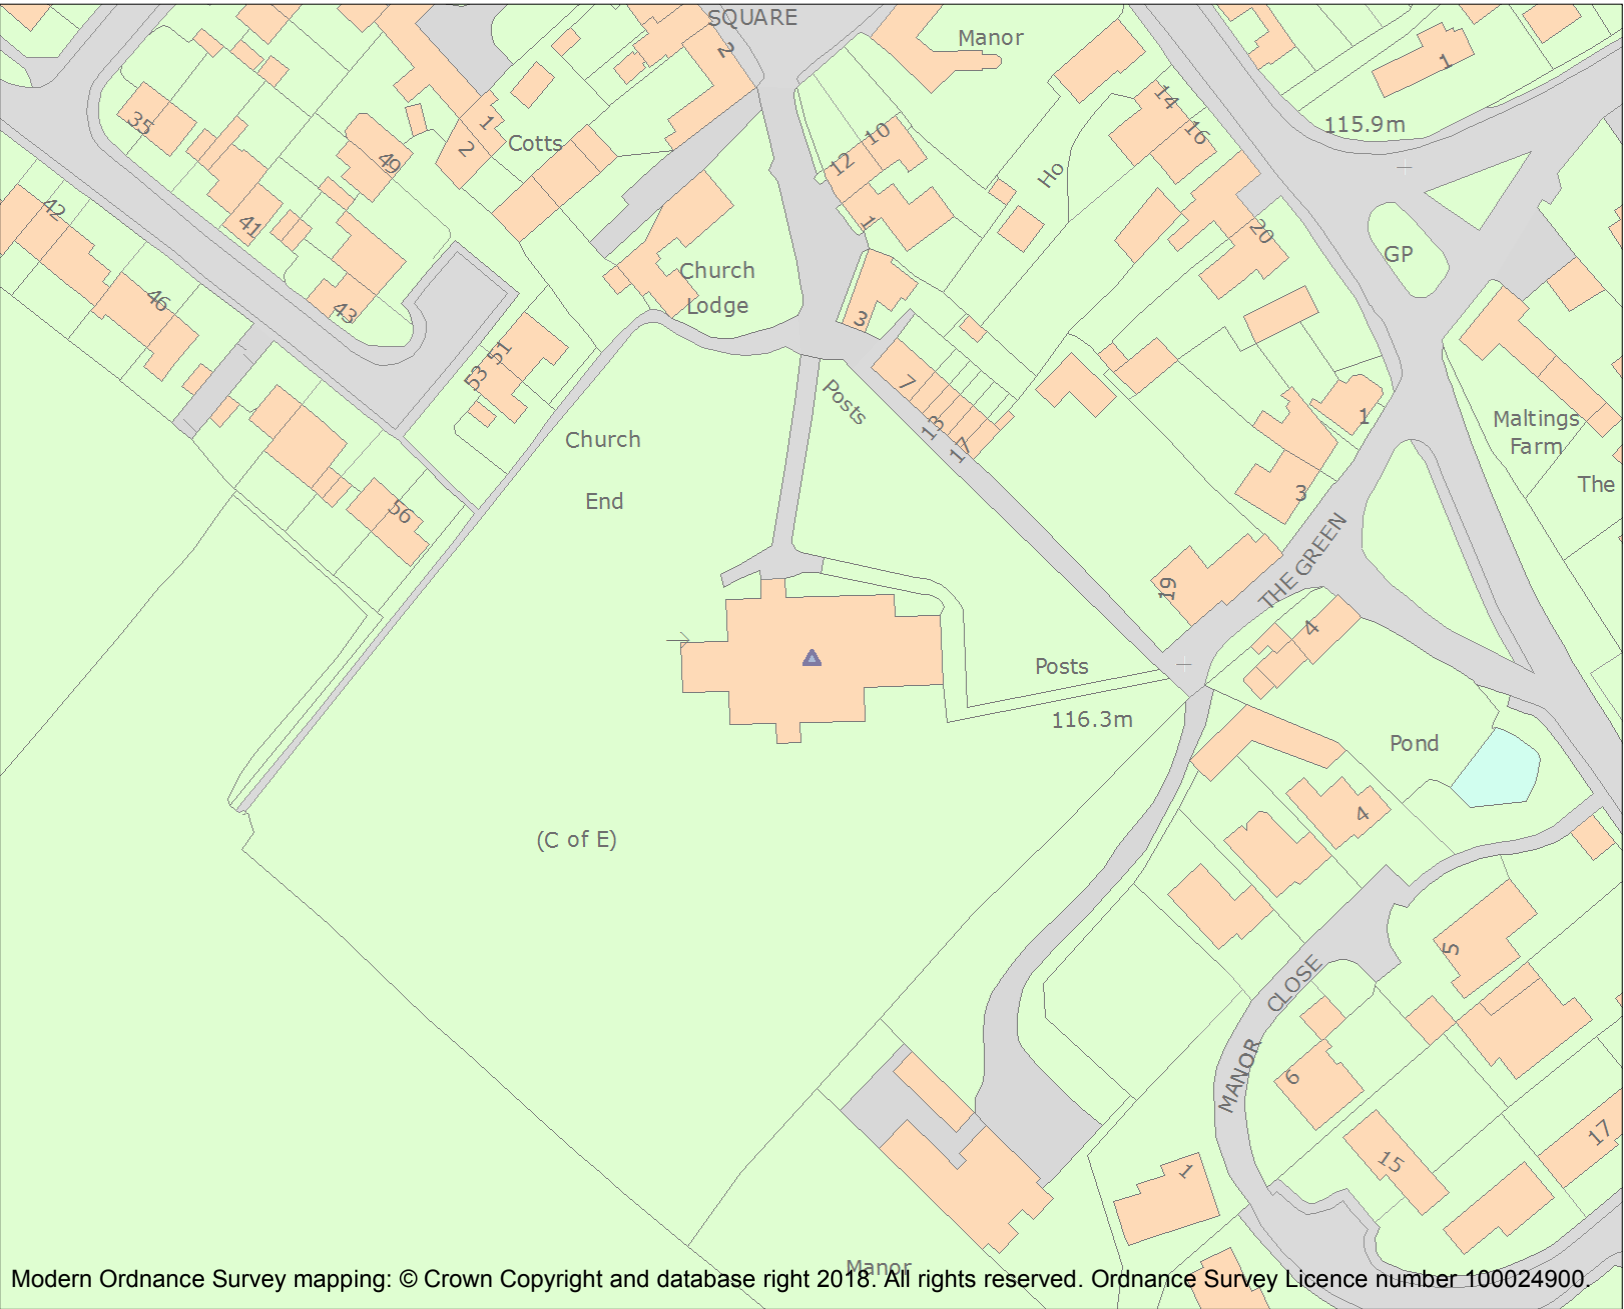 SQUARE
2
Manor
1
14
16
115.9m
35
1
2
Cotts
49
10
12
Ho
42
41
1
20
GP
Church
Lodge
46
43
3
51
53
7
Posts
13
17
1
Maltings
Farm
Church
End
The
3
56
19
THE GREEN
4
Posts
116.3m
Pond
4
(C of E)
5
MANOR CLOSE
6
15
17
1
Manor
Modern Ordnance Survey mapping: © Crown Copyright and database right 2018. All rights reserved. Ordnance Survey Licence number 100024900.